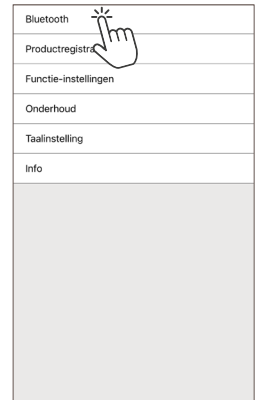 Bluetooth
Productregistra
Functie-instellingen
Onderhoud
Taalinstelling
Info